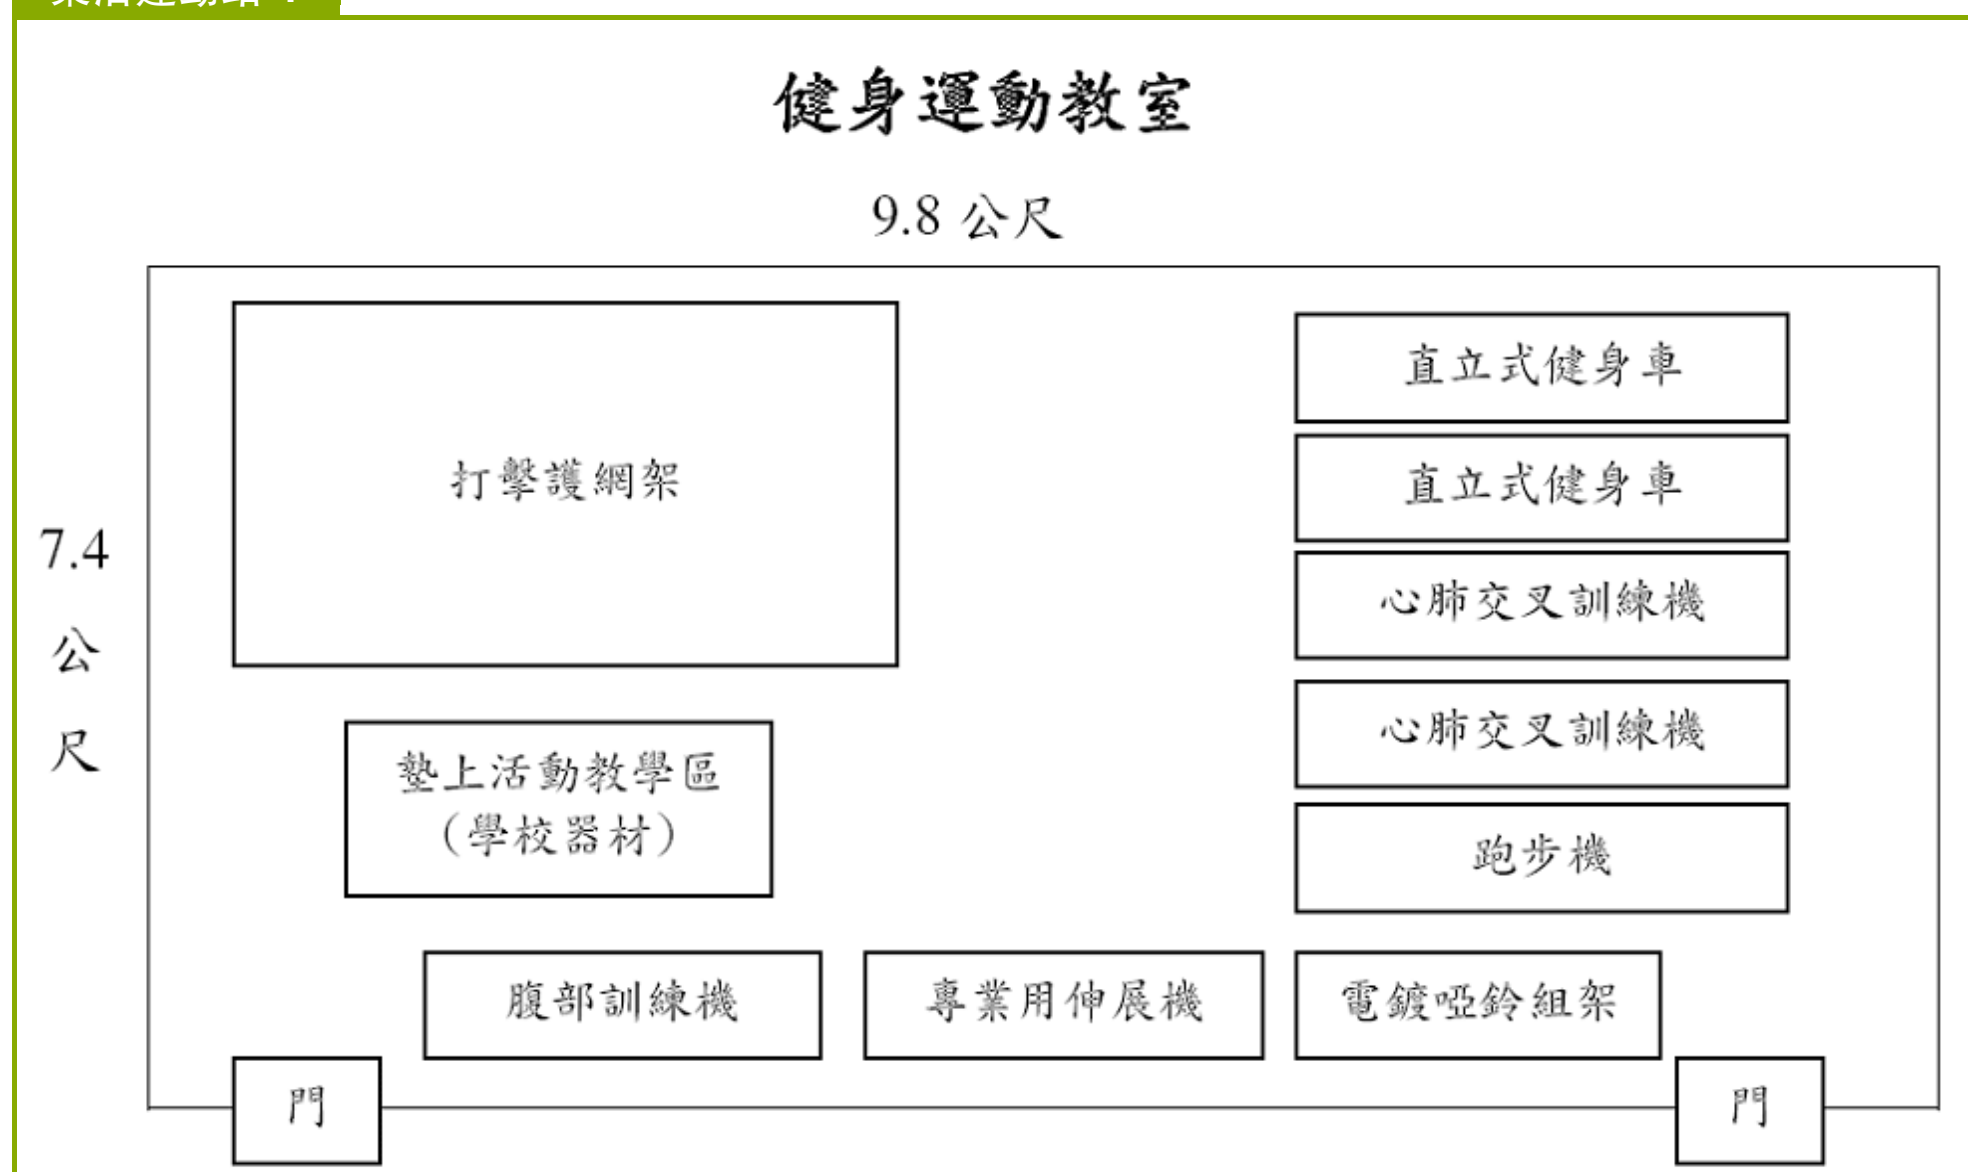 健身運動教室
9.8 公尺
7.4
公
尺
打擊護網架
墊上活動教學區
(學校器材)
直立式健身車
直立式健身車
心肺交叉訓練機
心肺交叉訓練機
跑步機
腹部訓練機
專業用伸展機
電鍍啞鈴組架
門
門